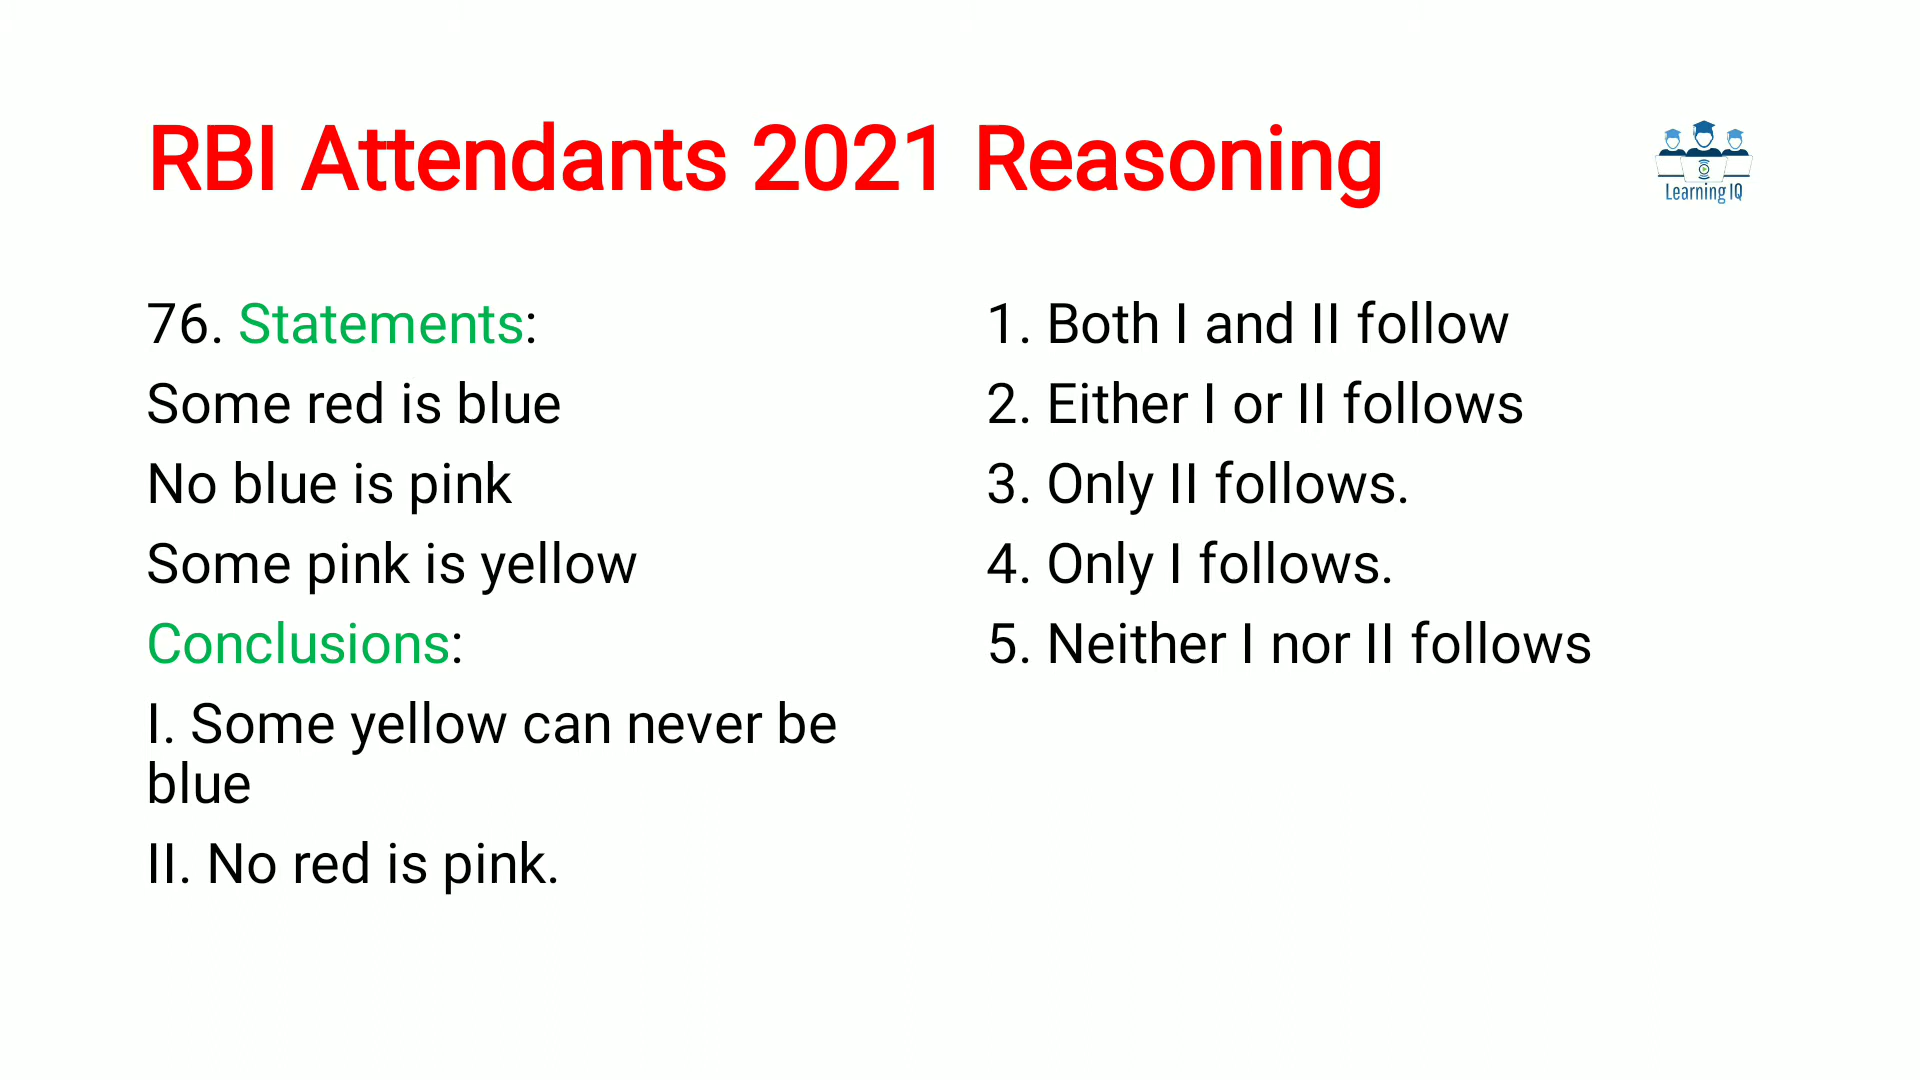 RBI Attendants 2021 Reasoning
Learning IQ
76. Statements:
Some red is blue
No blue is pink
Some pink is yellow
Conclusions:
I. Some yellow can never be
blue
II. No red is pink.
1. Both I and II follow
2. Either I or II follows
3. Only II follows.
4. Only I follows.
5. Neither I nor II follows